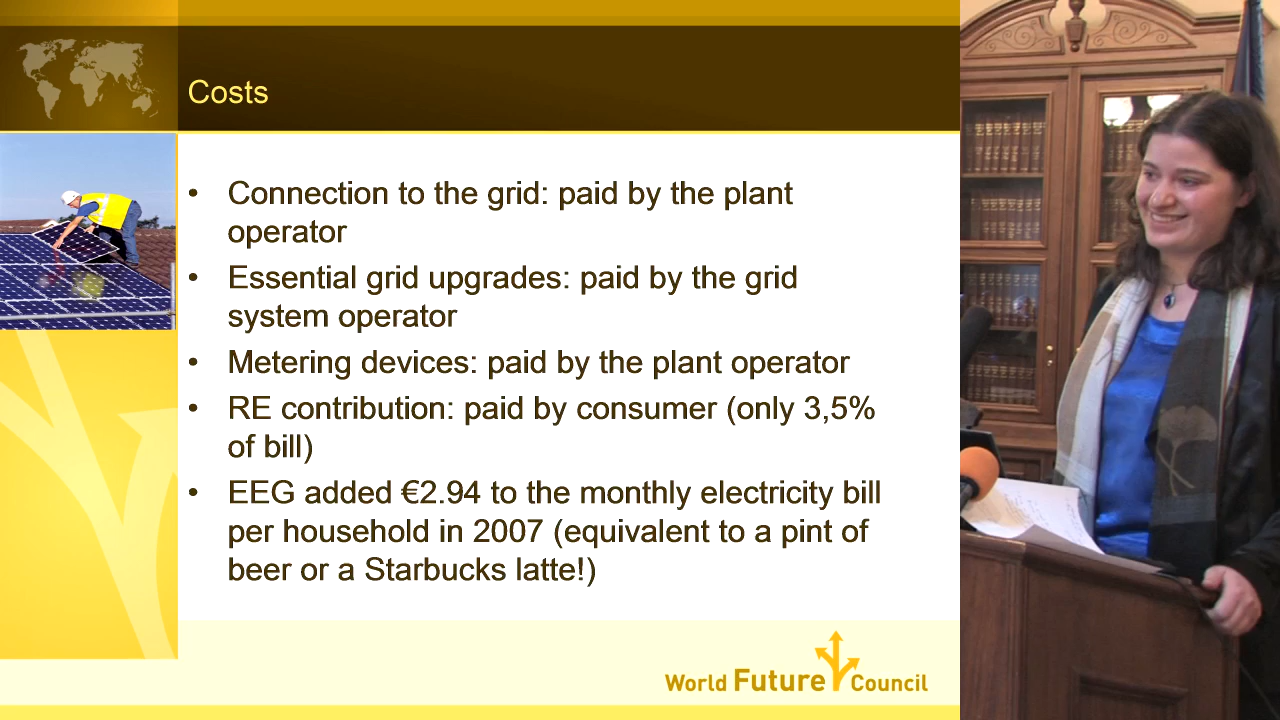 Costs
• Connection to the grid: paid by the plant
operator
• Essential grid upgrades: paid by the grid
system operator
• Metering devices: paid by the plant operator
• RE contribution: paid by consumer (only 3,5%
of bill)
• EEG added €2.94 to the monthly electricity bill
per household in 2007 (equivalent to a pint of
beer or a Starbucks latte!)
World Future Council